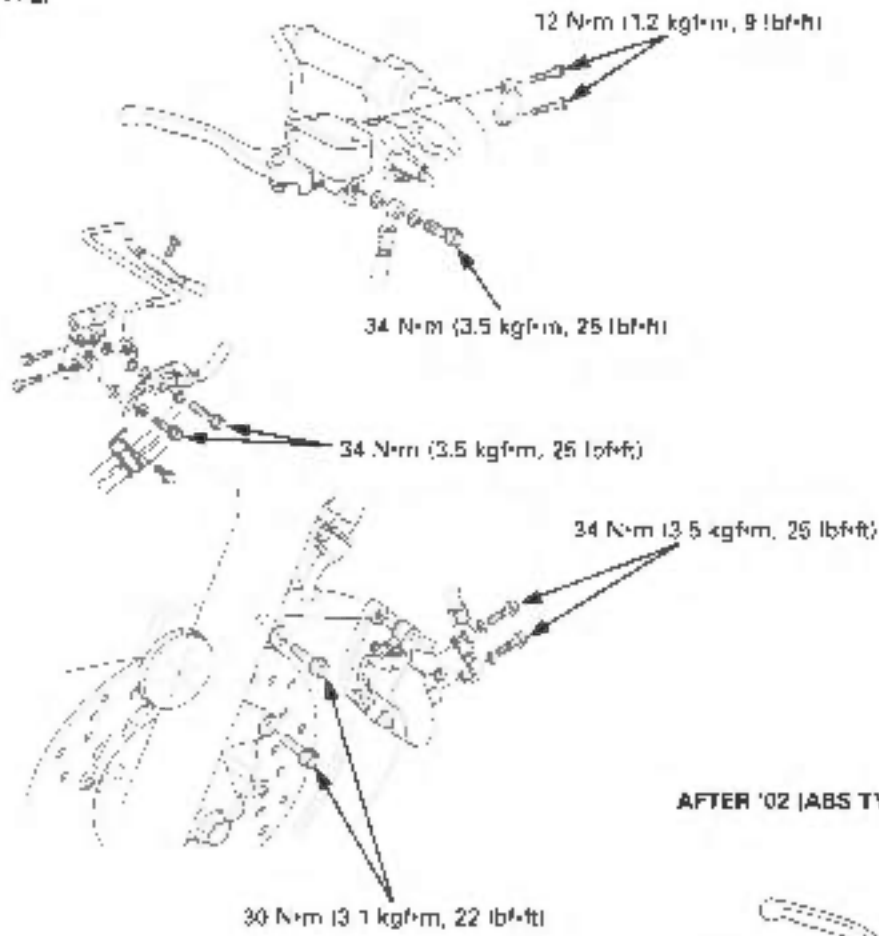 12 N•m (1.2 kgf•m, 9 lbf•ft)
34 N•m (3.5 kgf•m, 25 lbf•ft)
34 N•m (3.5 kgf•m, 25 lbf•ft)
34 N•m (3.5 kgf•m, 25 lbf•ft)
AFTER '02 (ABS
30 N•m (3.1 kgf•m, 22 lbf•ft)